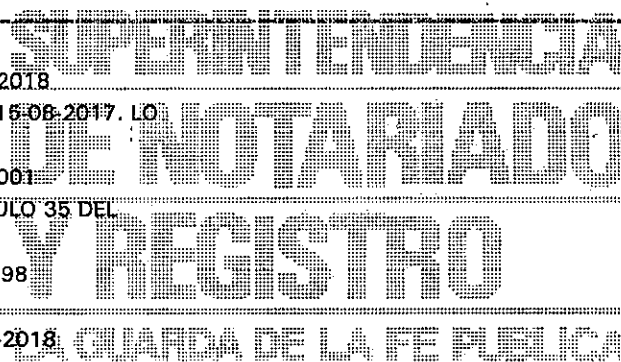 SUPERINTENDENCIA
2018
15-06-2017. LO
DE NOTARIADO
001
ULO 35 DEL
Y REGISTRO
98
-2018
LA GUARDA DE LA FE PUBLICA